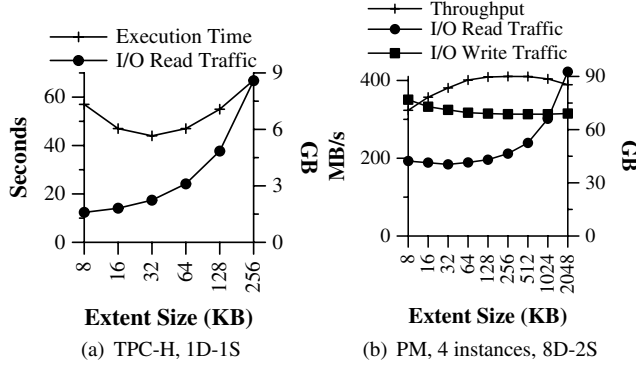 Execution Time
I/O Read Traffic
Seconds
60
40
20
0
9
6
3
0
GB
8
16
32
64
128
256
Extent Size (KB)
(a) TPC-H, 1D-1S
Throughput
I/O Read Traffic
I/O Write Traffic
MB/s
400
200
0
90
60
30
0
GB
8
16
32
64
128
256
512
1024
2048
Extent Size (KB)
(b) PM, 4 instances, 8D-2S